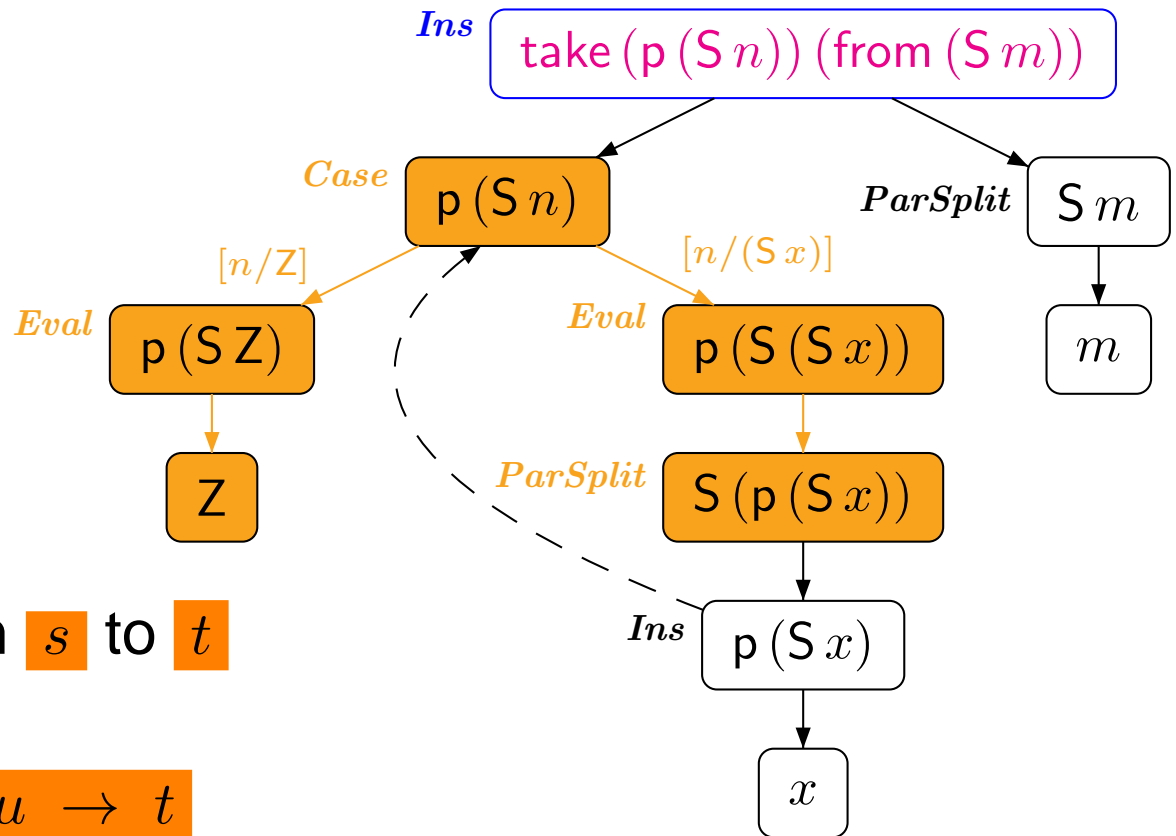 Ins
take (p (S n)) (from (S m))
Case
p (S n)
ParSplit
S m
[n/Z]
[n/(S x)]
Eval
p (S Z)
Eval
p (S (S x))
m
Z
ParSplit
S (p (S x))
s to t
Ins
p (S x)
u → t
x